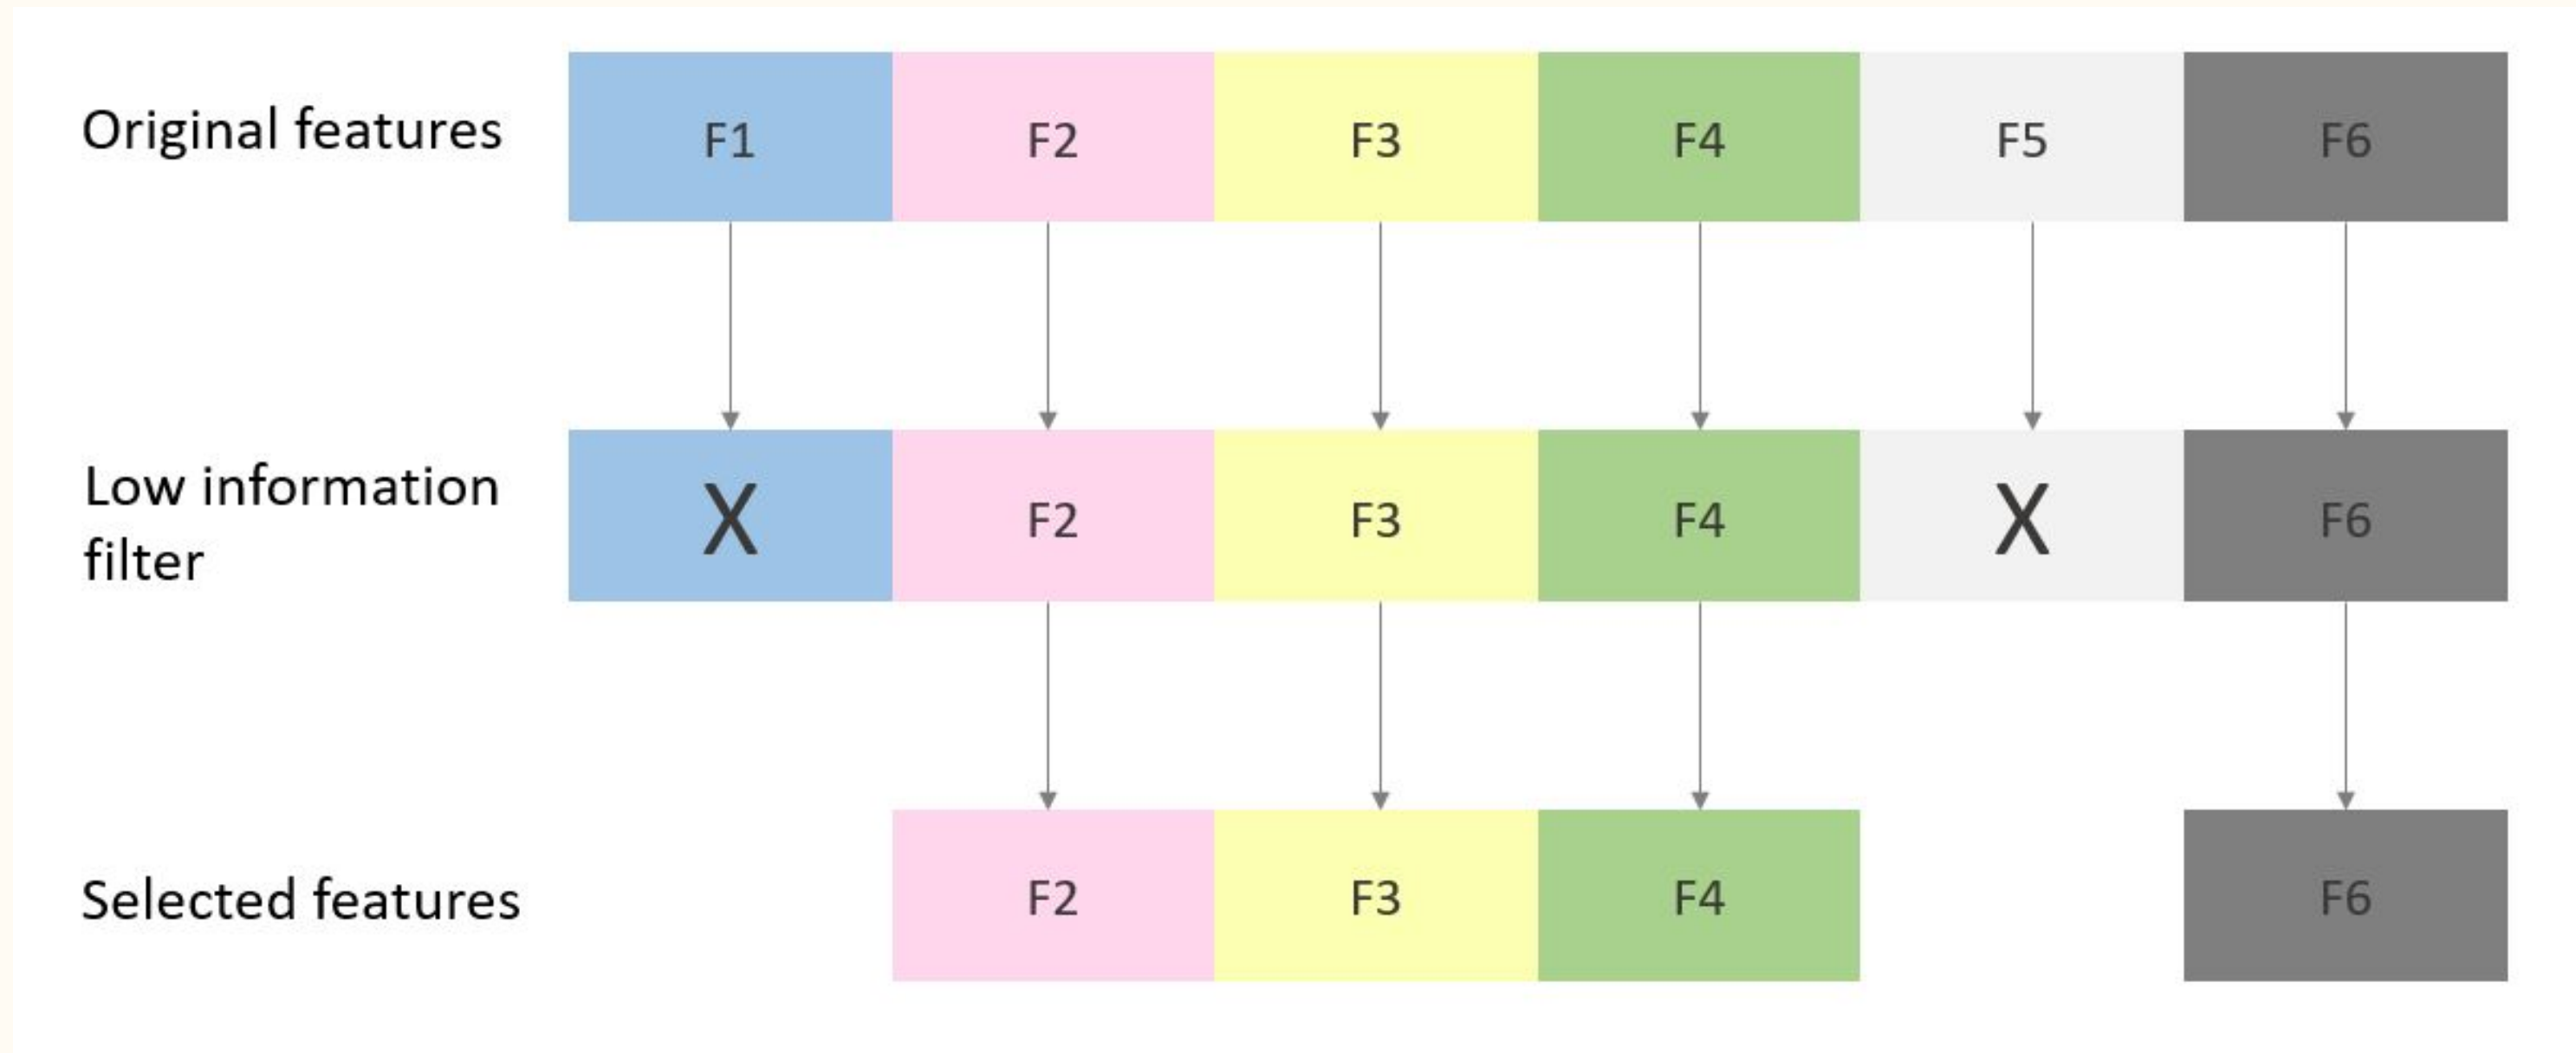 Original features
F1 F2 F3 F4 F5 F6
Low information
filter
X F2 F3 F4 X F6
Selected features
F2 F3 F4 F6